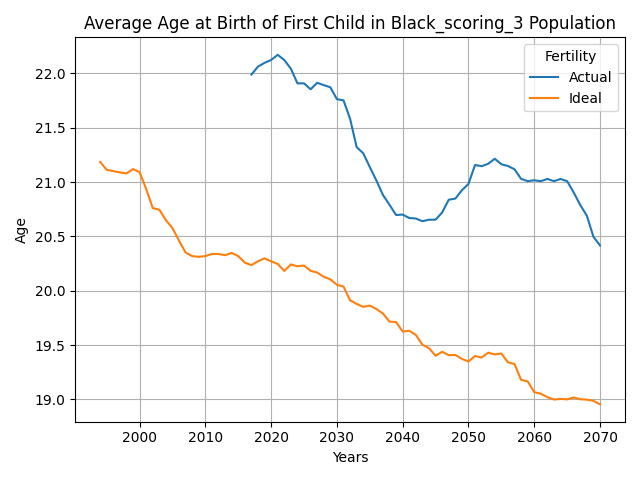 Average Age at Birth of First Child in Black_scoring_3 Population
Fertility
Actual
Ideal
22.0
21.5
21.0
20.5
20.0
19.5
19.0
Age
2000 2010 2020 2030 2040 2050 2060 2070
Years